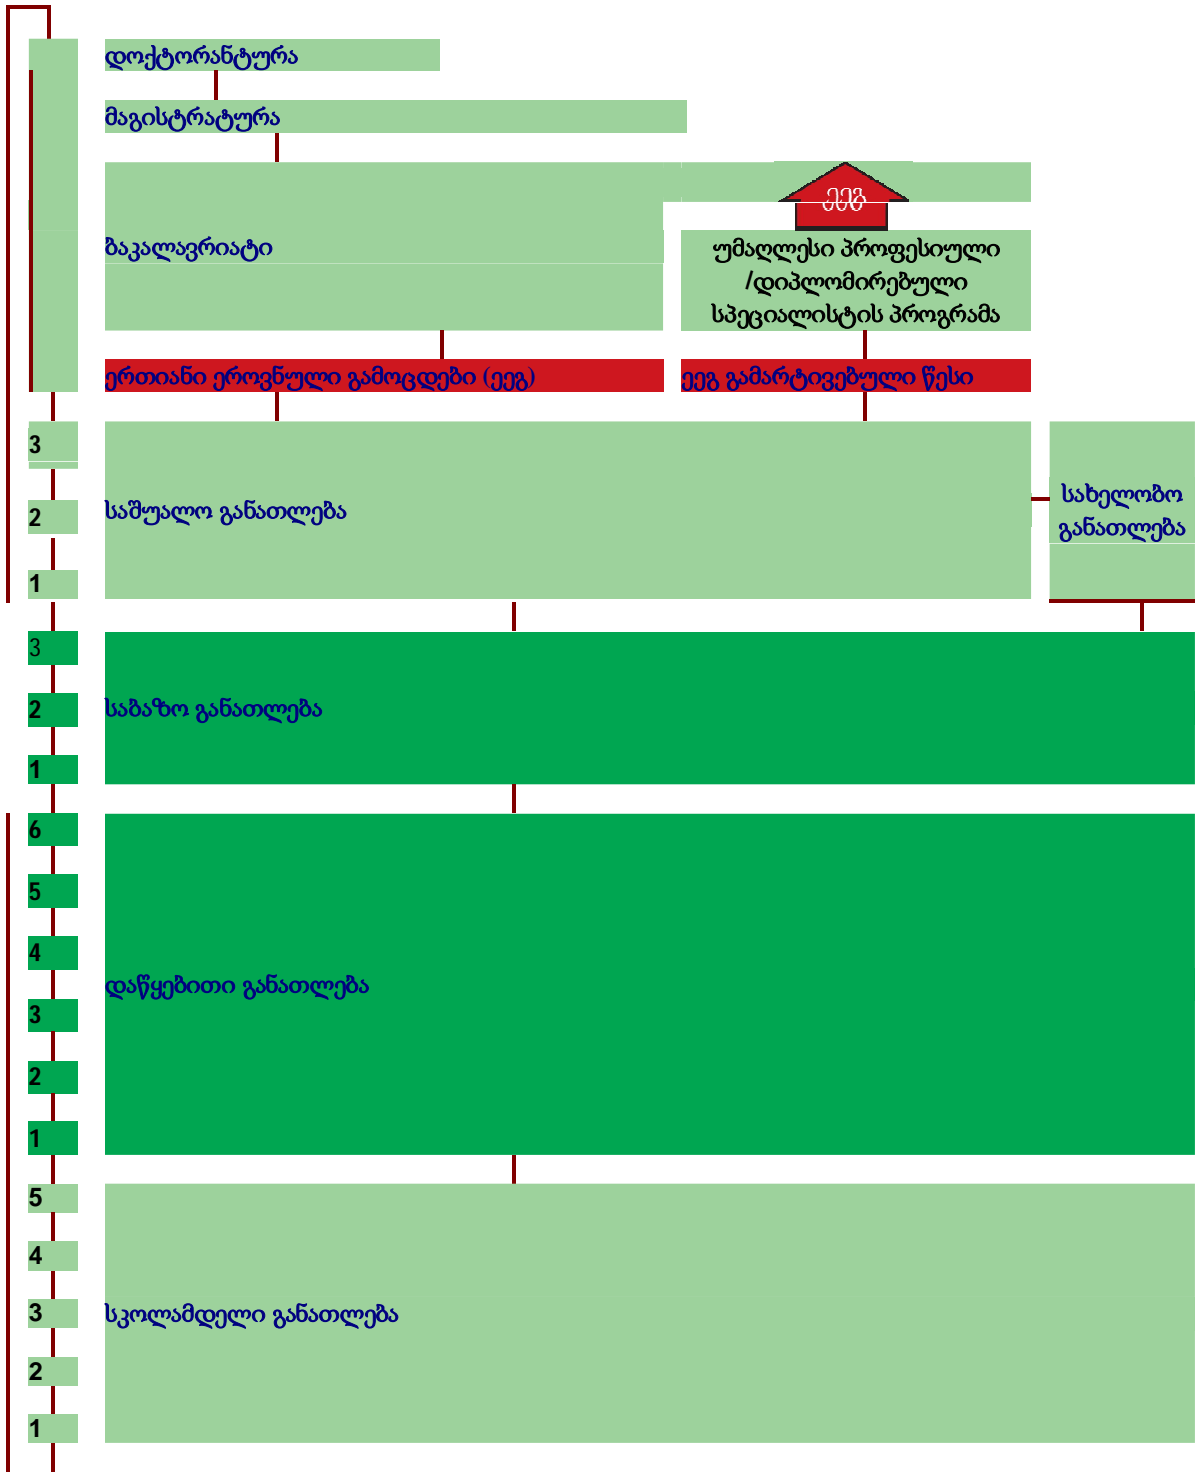 დოქტორანტურა
მაგისტრატურა
ეეგ
ბაკალავრიატი
უმაღლესი პროფესიული
/დიპლომირებული
სპეციალისტის პროგრამა
ერთიანი ეროვნული გამოცდები (ეეგ)
ეეგ გამარტივებული წესი
3
2
1
საშუალო განათლება
სახელობო
განათლება
3
2
1
საბაზო განათლება
6
5
4
3
2
1
დაწყებითი განათლება
5
4
3
2
1
სკოლამდელი განათლება